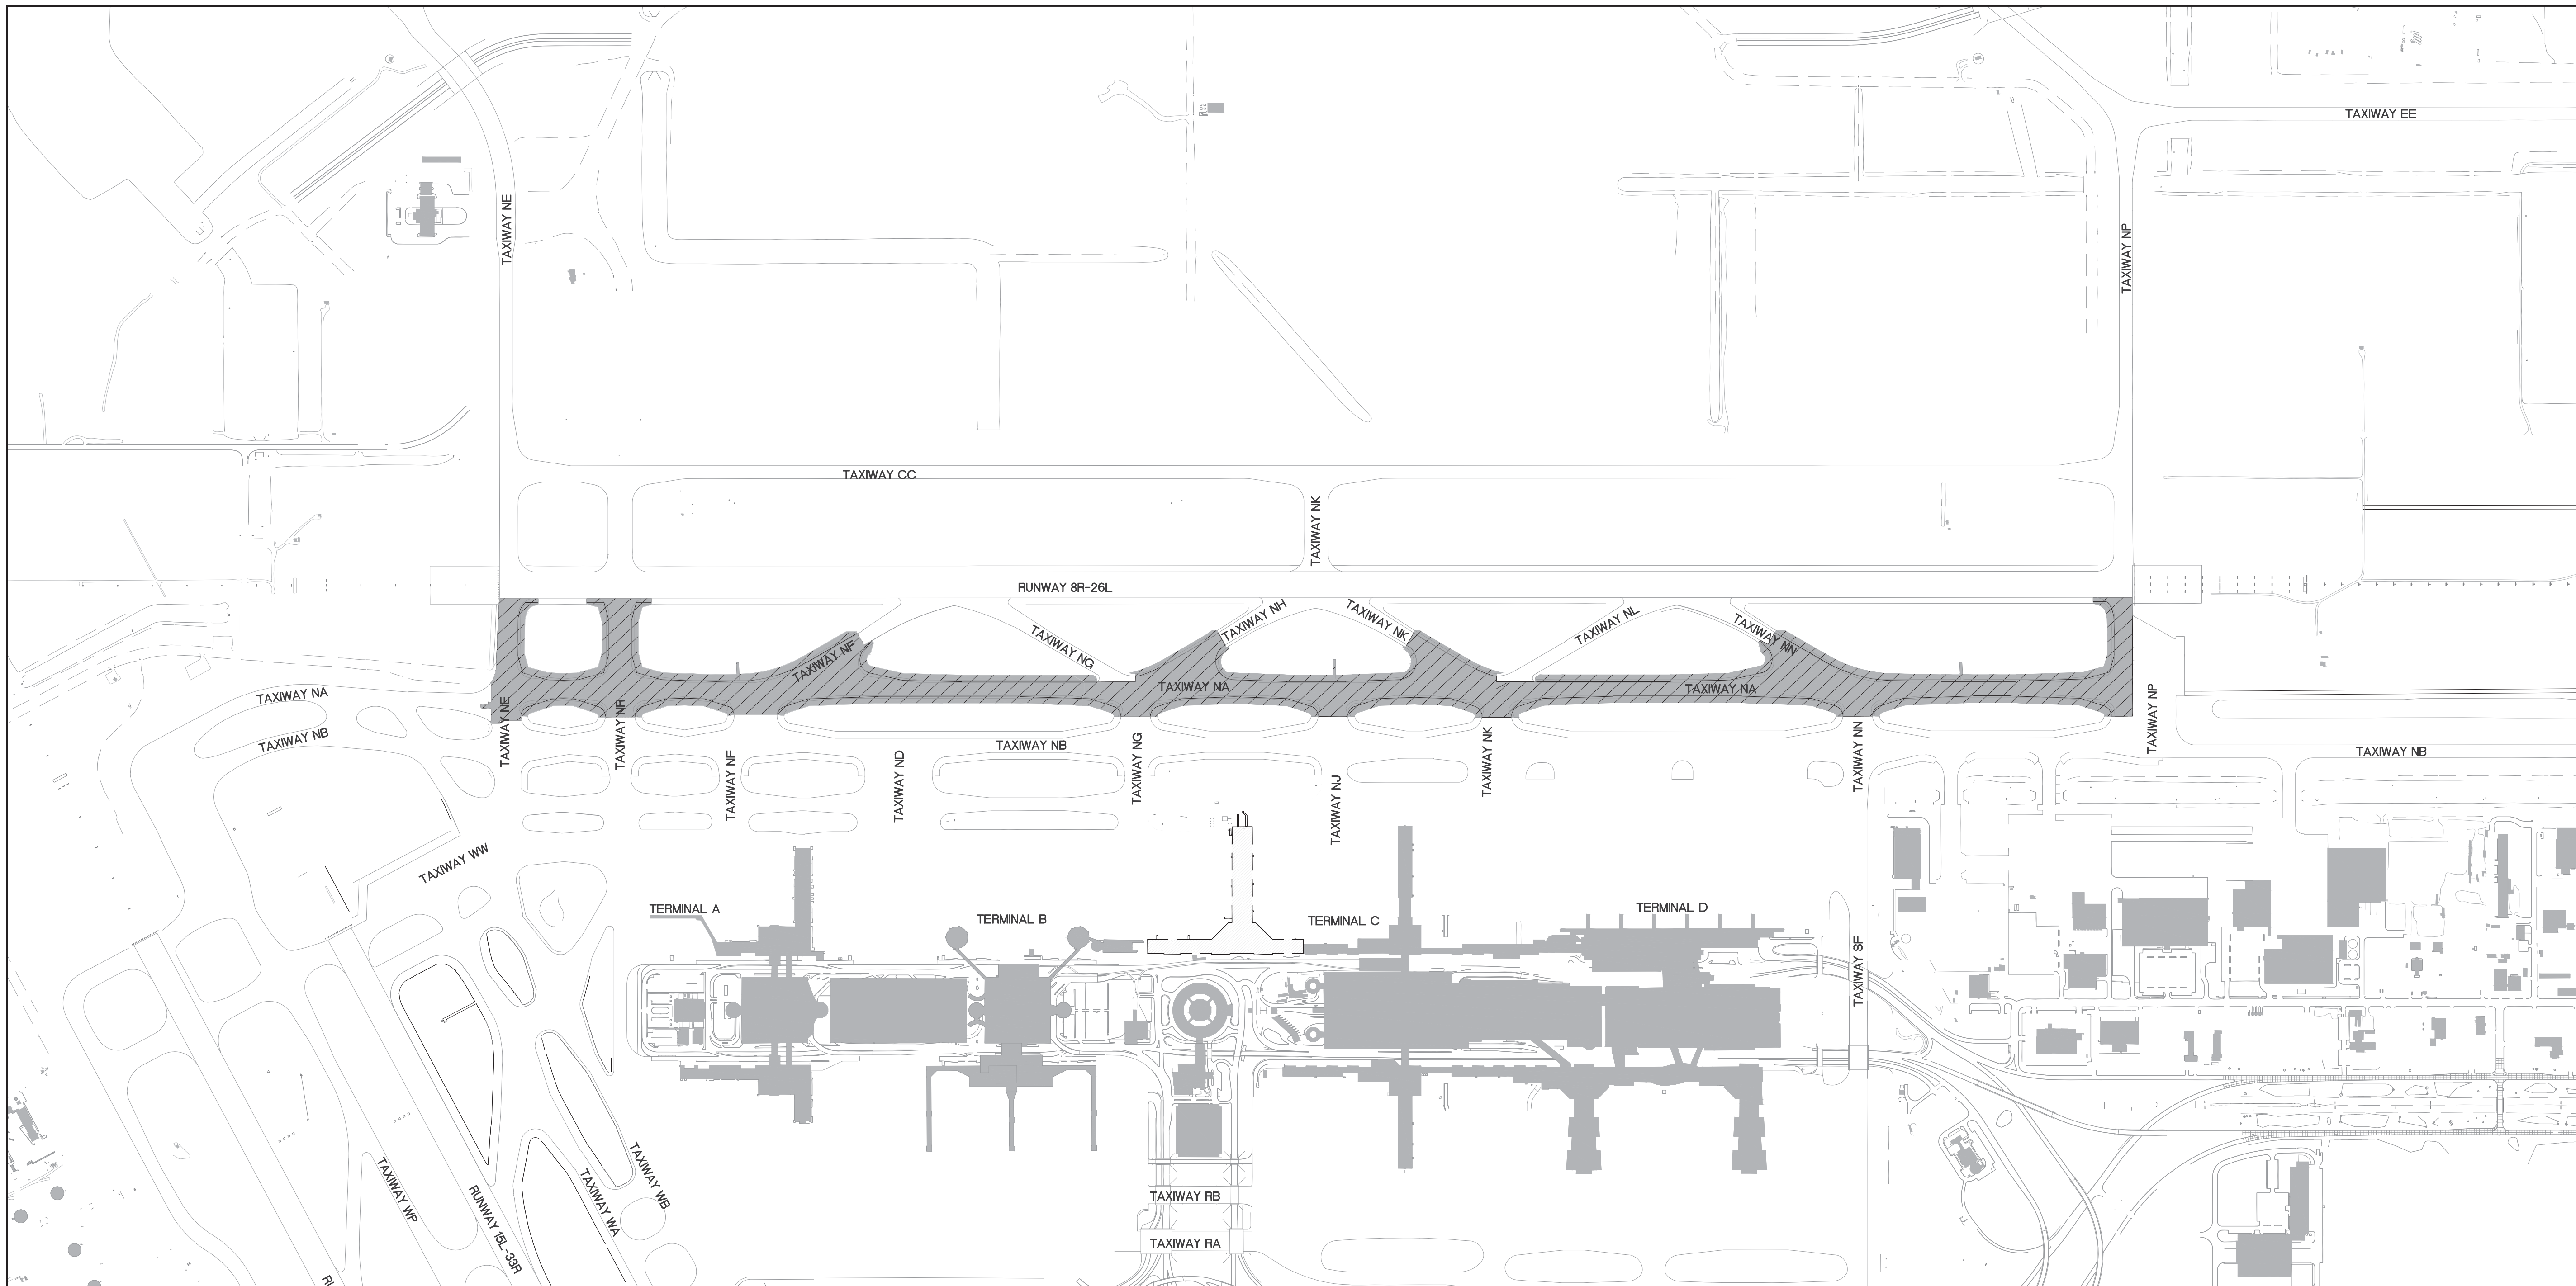 TAXIWAY EE
TAXIWAY NE
TAXIWAY NP
TAXIWAY CC
TAXIWAY NK
RUNWAY 8R-26L
TAXIWAY NH
TAXIWAY NK
TAXIWAY NL
TAXIWAY NN
TAXIWAY NG
TAXIWAY NF
TAXIWAY NA
TAXIWAY NA
TAXIWAY NA
TAXIWAY NE
TAXIWAY NR
TAXIWAY NP
TAXIWAY NB
TAXIWAY NB
TAXIWAY NB
TAXIWAY NF
TAXIWAY ND
TAXIWAY NG
TAXIWAY NJ
TAXIWAY NK
TAXIWAY NN
TAXIWAY WW
TERMINAL A
TERMINAL B
TERMINAL C
TERMINAL D
TAXIWAY SF
TAXIWAY WP
RUNWAY 15L-33R
TAXIWAY WA
TAXIWAY WB
TAXIWAY RB
TAXIWAY RA